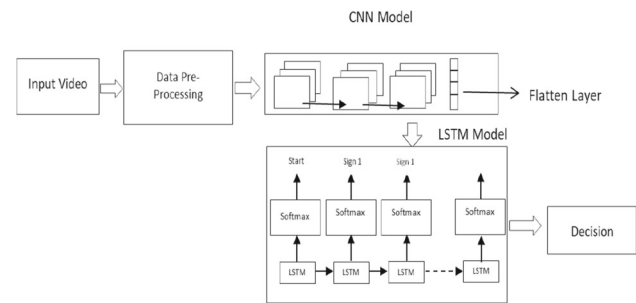 CNN Model
Input Video
Data Pre-
Processing
Flatten Layer
LSTM Model
Start
Sign 1
Sign 1
Softmax
Softmax
Softmax
Softmax
Decision
LSTM
LSTM
LSTM
LSTM